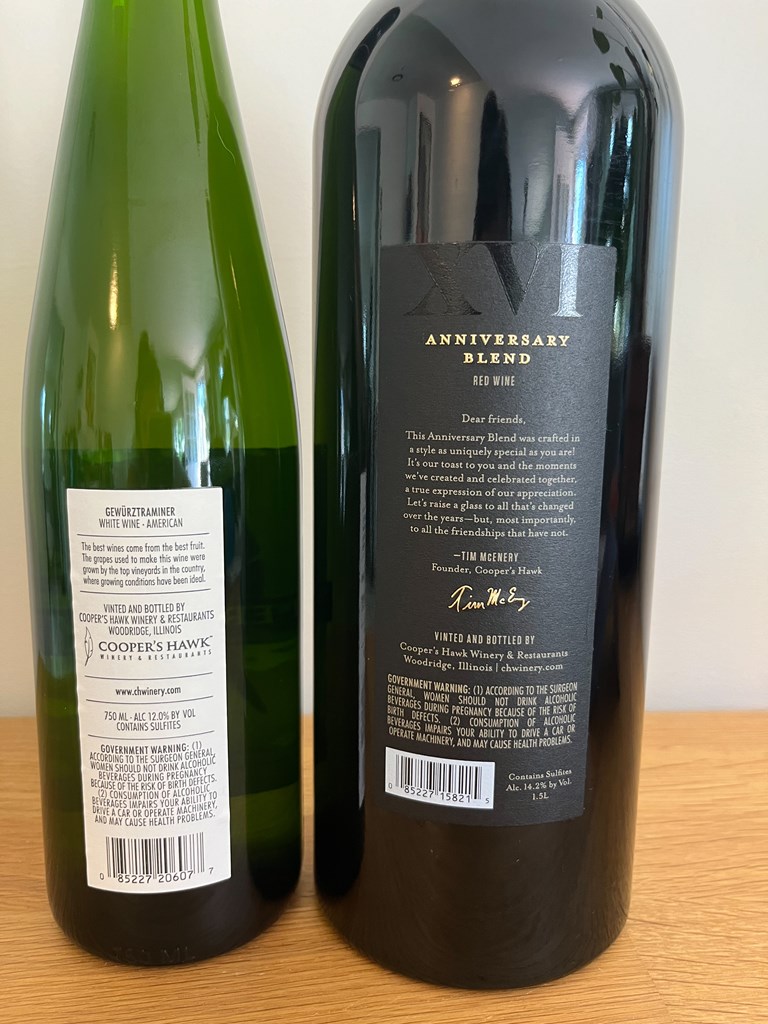 GEWÜRZTRAMINER
WHITE WINE - AMERICAN
The best wines come from the best fruit.
The grapes used to make this wine were
grown by the top vineyards in the country,
where growing conditions have been ideal.
VINTED AND BOTTLED BY
COOPER'S HAWK WINERY & RESTAURANTS
WOODRIDGE, ILLINOIS
COOPER'S HAWK™
WINERY & RESTAURANTS
www.chwinery.com
750 ML - ALC 12.0% BY VOL
CONTAINS SULFITES
GOVERNMENT WARNING: (1)
ACCORDING TO THE SURGEON GENERAL,
WOMEN SHOULD NOT DRINK ALCOHOLIC
BEVERAGES DURING PREGNANCY
BECAUSE OF THE RISK OF BIRTH DEFECTS.
(2) CONSUMPTION OF ALCOHOLIC
BEVERAGES IMPAIRS YOUR ABILITY TO
DRIVE A CAR OR OPERATE MACHINERY,
AND MAY CAUSE HEALTH PROBLEMS.
0 85227 20607 7
XVI
ANNIVERSARY
BLEND
RED WINE
Dear friends,
This Anniversary Blend was crafted in
a style as uniquely special as you are!
It's our toast to you and the moments
we've created and celebrated together,
a true expression of our appreciation.
Let's raise a glass to all that's changed
over the years—but, most importantly,
to all the friendships that have not.
—TIM McENERY
Founder, Cooper's Hawk
VINTED AND BOTTLED BY
Cooper's Hawk Winery & Restaurants
Woodridge, Illinois | chwinery.com
GOVERNMENT WARNING: (1) ACCORDING TO THE SURGEON
GENERAL, WOMEN SHOULD NOT DRINK ALCOHOLIC
BEVERAGES DURING PREGNANCY BECAUSE OF THE RISK OF
BIRTH DEFECTS. (2) CONSUMPTION OF ALCOHOLIC
BEVERAGES IMPAIRS YOUR ABILITY TO DRIVE A CAR OR
OPERATE MACHINERY, AND MAY CAUSE HEALTH PROBLEMS.
0 85227 15821 5
Contains Sulfites
Alc. 14.2% by Vol.
1.5L